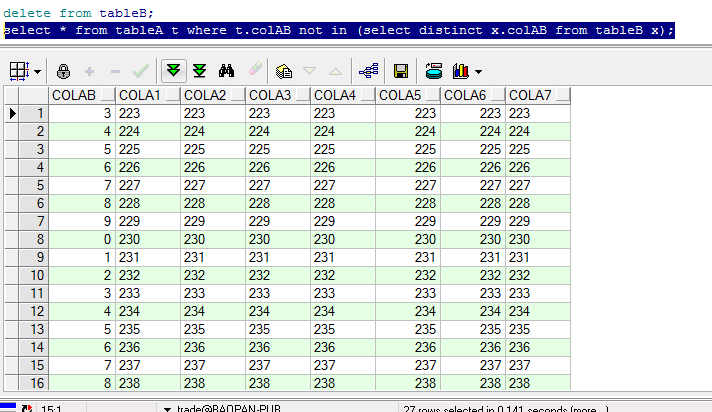 delete from tableB;
select * from tableA t where t.colAB not in (select distinct x.colAB from tableB x);
COLAB COLA1 COLA2 COLA3 COLA4 COLA5 COLA6 COLA7
1 3 223 223 223 223 223 223 223
2 4 224 224 224 224 224 224 224
3 5 225 225 225 225 225 225 225
4 6 226 226 226 226 226 226 226
5 7 227 227 227 227 227 227 227
6 8 228 228 228 228 228 228 228
7 9 229 229 229 229 229 229 229
8 0 230 230 230 230 230 230 230
9 1 231 231 231 231 231 231 231
10 2 232 232 232 232 232 232 232
11 3 233 233 233 233 233 233 233
12 4 234 234 234 234 234 234 234
13 5 235 235 235 235 235 235 235
14 6 236 236 236 236 236 236 236
15 7 237 237 237 237 237 237 237
16 8 238 238 238 238 238 238 238
15:1 trade@BAOPAN-PUB 27 rows selected in 0.141 seconds (more...)